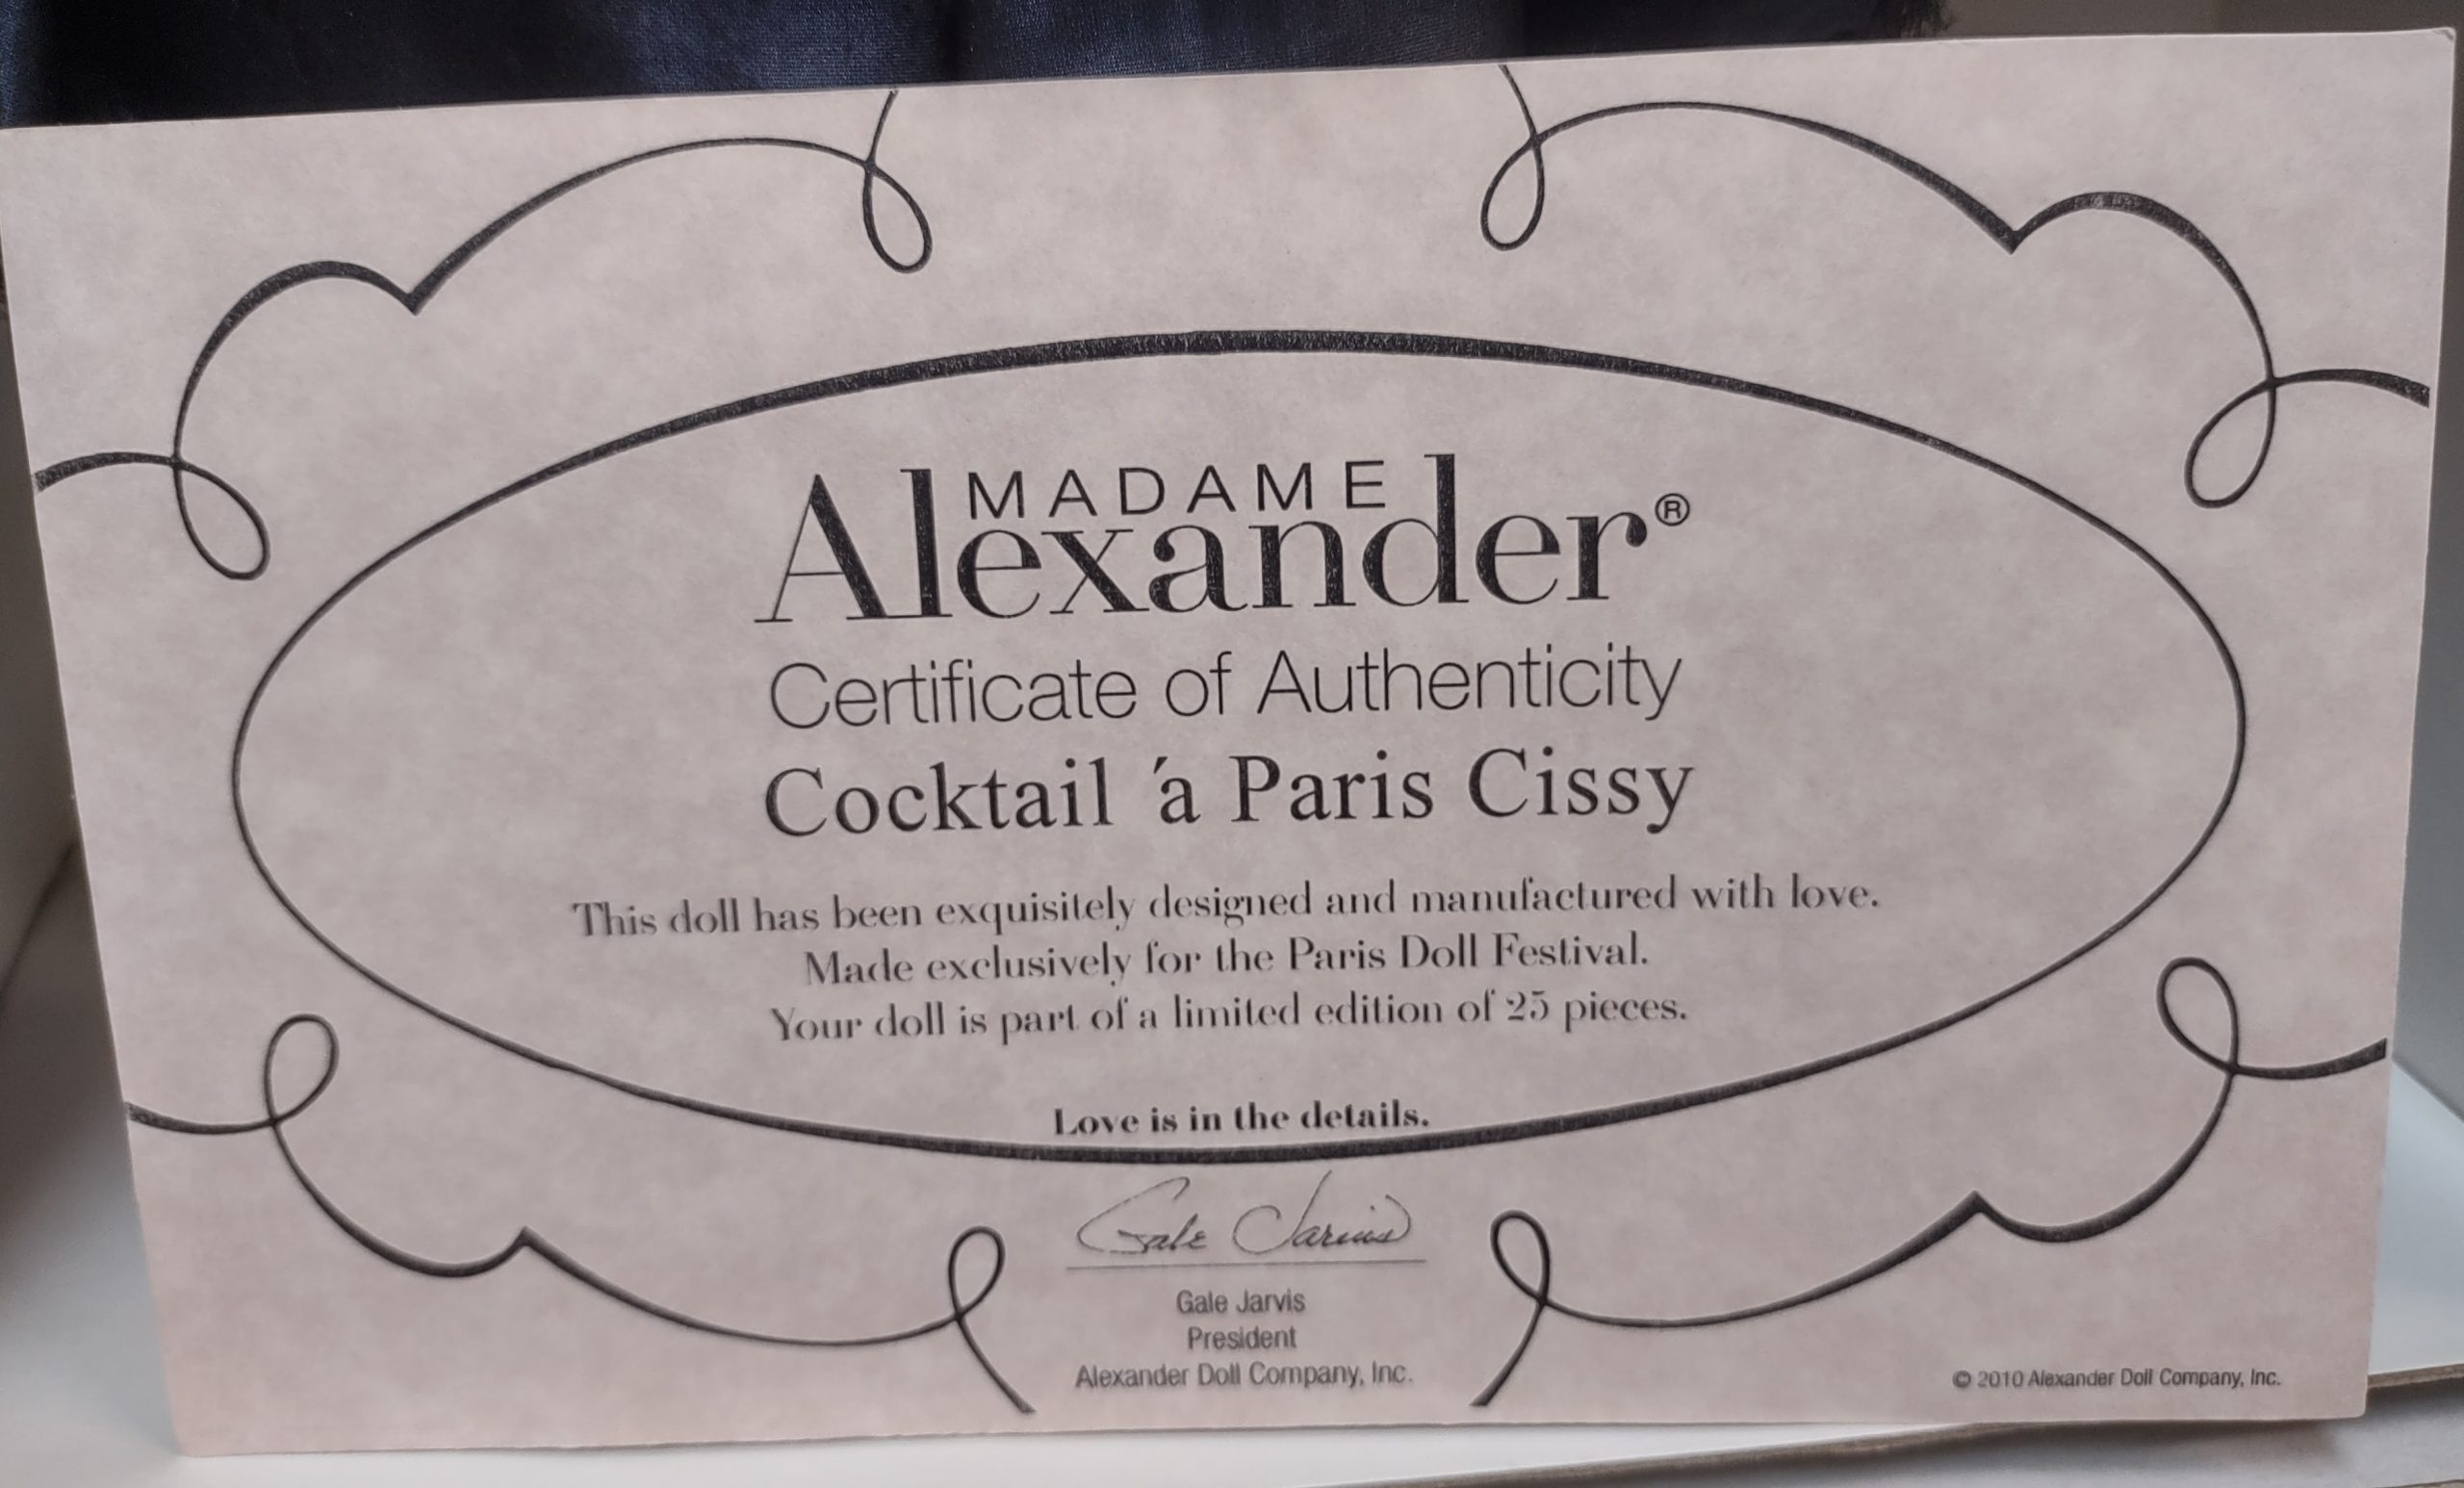 MADAME
Alexander®
Certificate of Authenticity
Cocktail ´a Paris Cissy
This doll has been exquisitely designed and manufactured with love.
Made exclusively for the Paris Doll Festival.
Your doll is part of a limited edition of 25 pieces.
Love is in the details.
Gale Jarvis
Gale Jarvis
President
Alexander Doll Company, Inc.
© 2010 Alexander Doll Company, Inc.